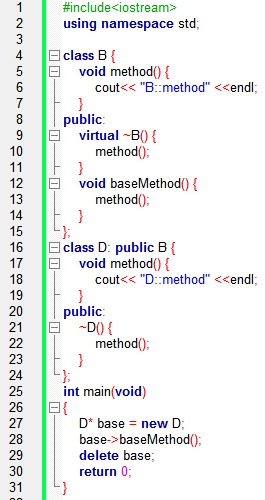 1 #include<iostream>
2 using namespace std;
3
4 class B {
5 void method() {
6 cout<< "B::method" <<endl;
7 }
8 public:
9 virtual ~B() {
10 method();
11 }
12 void baseMethod() {
13 method();
14 }
15 };
16 class D: public B {
17 void method() {
18 cout<< "D::method" <<endl;
19 }
20 public:
21 ~D() {
22 method();
23 }
24 };
25 int main(void)
26 {
27 D* base = new D;
28 base->baseMethod();
29 delete base;
30 return 0;
31 }